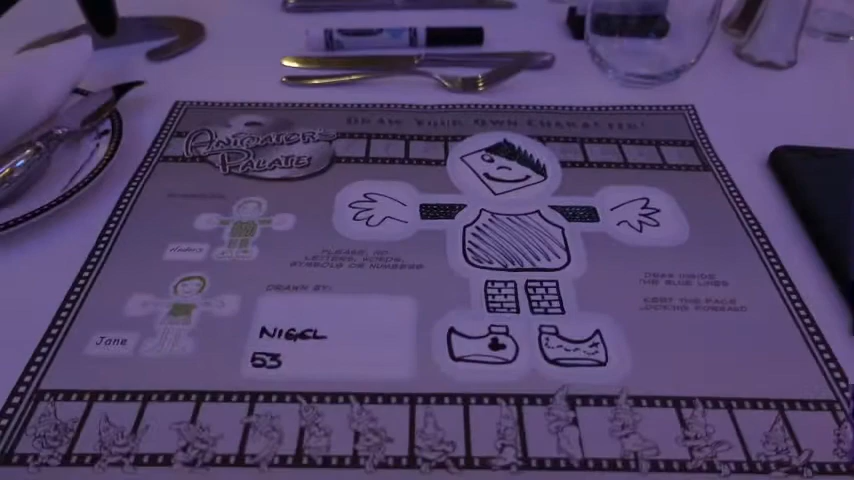 DRAW YOUR OWN CHARACTER!
ANIMATOR'S
PALATE
PLEASE, NO
LETTERS, WORDS,
SYMBOLS OR NUMBERS.
DRAWN BY:
NIGEL
53
Jane
DRAW INSIDE
THE BLUE LINES
KEEP THE FACE
LOOKING FORWARD